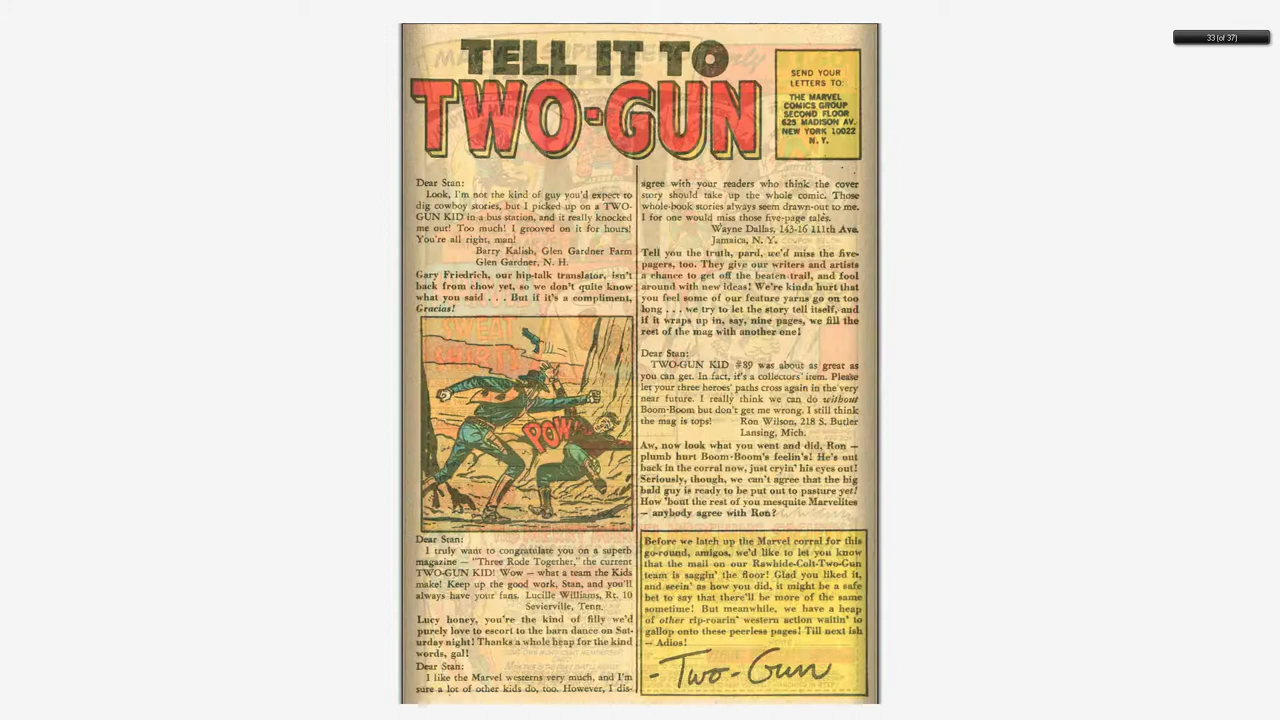 33 (of 37)
TELL IT TO
TWO-GUN
SEND YOUR
LETTERS TO:
THE MARVEL
COMICS GROUP
SECOND FLOOR
625 MADISON AV.
NEW YORK 10022
N. Y.
Dear Stan:
Look, I'm not the kind of guy you'd expect to
dig cowboy stories, but I picked up on a TWO-
GUN KID in a bus station, and it really knocked
me out! Too much! I grooved on it for hours!
You're all right, man!
Barry Kalish, Glen Gardner Farm
Glen Gardner, N. H.
Gary Friedrich, our hip-talk translator, isn't
back from chow yet, so we don't quite know
what you said . . . But if it's a compliment,
Gracias!
POW
Dear Stan:
I truly want to congratulate you on a superb
magazine — "Three Rode Together," the current
TWO-GUN KID! Wow — what a team the Kids
make! Keep up the good work, Stan, and you'll
always have your fans. Lucille Williams, Rt. 10
Sevierville, Tenn.
Lucy honey, you're the kind of filly we'd
purely love to escort to the barn dance on Sat-
urday night! Thanks a whole heap for the kind
words, gal!
Dear Stan:
I like the Marvel westerns very much, and I'm
sure a lot of other kids do, too. However, I dis-
agree with your readers who think the cover
story should take up the whole comic. Those
whole-book stories always seem drawn-out to me.
I for one would miss those five-page tales.
Wayne Dallas, 143-16 111th Ave.
Jamaica, N. Y.
Tell you the truth, pard, we'd miss the five-
pagers, too. They give our writers and artists
a chance to get off the beaten trail, and fool
around with new ideas! We're kinda hurt that
you feel some of our feature yarns go on too
long . . . we try to let the story tell itself, and
if it wraps up in, say, nine pages, we fill the
rest of the mag with another one!
Dear Stan:
TWO-GUN KID #89 was about as great as
you can get. In fact, it's a collectors' item. Please
let your three heroes' paths cross again in the very
near future. I really think we can do without
Boom-Boom but don't get me wrong. I still think
the mag is tops! Ron Wilson, 218 S. Butler
Lansing, Mich.
Aw, now look what you went and did, Ron —
plumb hurt Boom-Boom's feelin's! He's out
back in the corral now, just cryin' his eyes out!
Seriously, though, we can't agree that the big
bald guy is ready to be put out to pasture yet!
How 'bout the rest of you mesquite Marvelites
— anybody agree with Ron?
Before we latch up the Marvel corral for this
go-round, amigos, we'd like to let you know
that the mail on our Rawhide-Colt-Two-Gun
team is saggin' the floor! Glad you liked it,
and seein' as how you did, it might be a safe
bet to say that there'll be more of the same
sometime! But meanwhile, we have a heap
of other rip-roarin' western action waitin' to
gallop onto these peerless pages! Till next ish
— Adios!
- Two-Gun